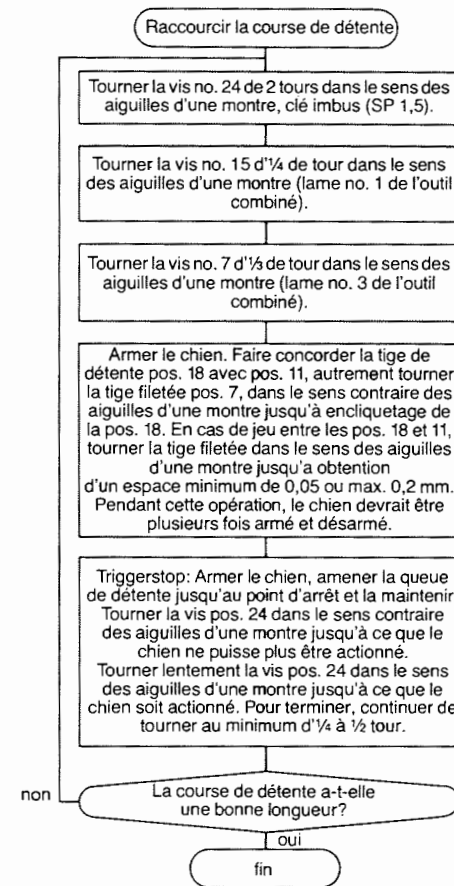 Raccourcir la course de détente
Tourner la vis no. 24 de 2 tours dans le sens des
aiguilles d'une montre, clé imbus (SP 1,5).
Tourner la vis no. 15 d'¼ de tour dans le sens
des aiguilles d'une montre (lame no. 1 de l'outil
combiné).
Tourner la vis no. 7 d'⅓ de tour dans le sens des
aiguilles d'une montre (lame no. 3 de l'outil
combiné).
Armer le chien. Faire concorder la tige de
détente pos. 18 avec pos. 11, autrement tourner
la tige filetée pos. 7, dans le sens contraire des
aiguilles d'une montre jusqu'à encliquetage de
la pos. 18. En cas de jeu entre les pos. 18 et 11,
tourner la tige filetée dans le sens des aiguilles
d'une montre jusqu'a obtention
d'un espace minimum de 0,05 ou max. 0,2 mm.
Pendant cette opération, le chien devrait être
plusieurs fois armé et désarmé.
Triggerstop: Armer le chien, amener la queue
de détente jusqu'au point d'arrêt et la maintenir
Tourner la vis pos. 24 dans le sens contraire
des aiguilles d'une montre jusqu'à ce que le
chien ne puisse plus être actionné.
Tourner lentement la vis pos. 24 dans le sens
des aiguilles d'une montre jusqu'à ce que le
chien soit actionné. Pour terminer, continuer de
tourner au minimum d'¼ à ½ tour.
non
La course de détente a-t-elle
une bonne longueur?
oui
fin